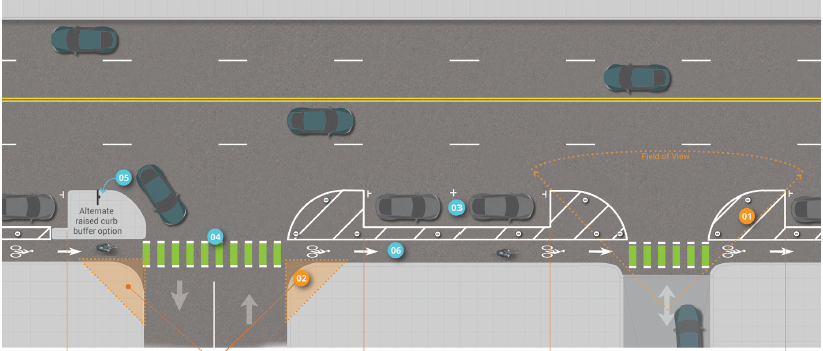 Field of View
05
Alternate
raised curb
buffer option
03
01
04
06
02